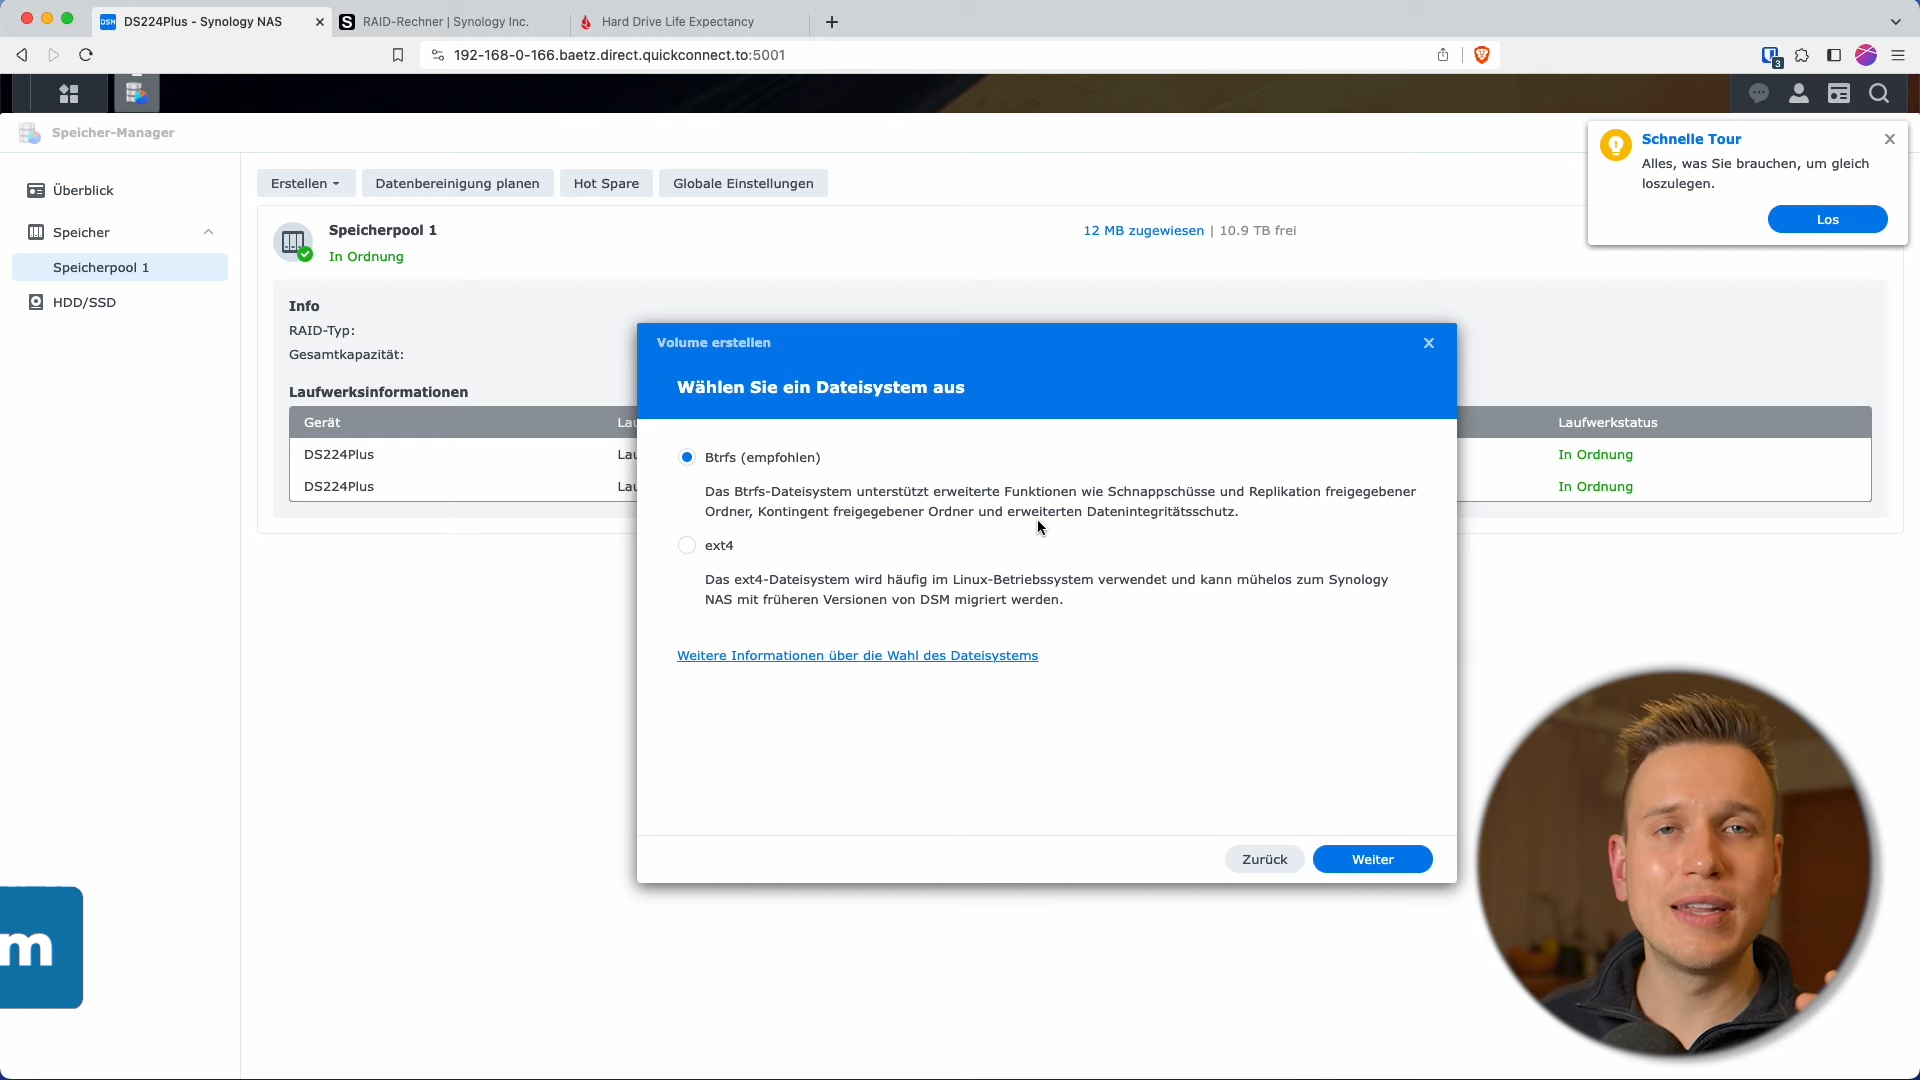 DS224Plus - Synology NAS
RAID-Rechner | Synology Inc.
Hard Drive Life Expectancy
192-168-0-166.baetz.direct.quickconnect.to:5001
3
Speicher-Manager
Schnelle Tour
Alles, was Sie brauchen, um gleich
loszulegen.
Los
Überblick
Speicher
Speicherpool 1
HDD/SSD
Erstellen
Datenbereinigung planen
Hot Spare
Globale Einstellungen
Speicherpool 1
In Ordnung
12 MB zugewiesen | 10.9 TB frei
Info
RAID-Typ:
Gesamtkapazität:
Laufwerksinformationen
Gerät
Lau
Laufwerkstatus
DS224Plus
Lau
In Ordnung
DS224Plus
Lau
In Ordnung
Volume erstellen
Wählen Sie ein Dateisystem aus
Btrfs (empfohlen)
Das Btrfs-Dateisystem unterstützt erweiterte Funktionen wie Schnappschüsse und Replikation freigegebener
Ordner, Kontingent freigegebener Ordner und erweiterten Datenintegritätsschutz.
ext4
Das ext4-Dateisystem wird häufig im Linux-Betriebssystem verwendet und kann mühelos zum Synology
NAS mit früheren Versionen von DSM migriert werden.
Weitere Informationen über die Wahl des Dateisystems
Zurück
Weiter
m